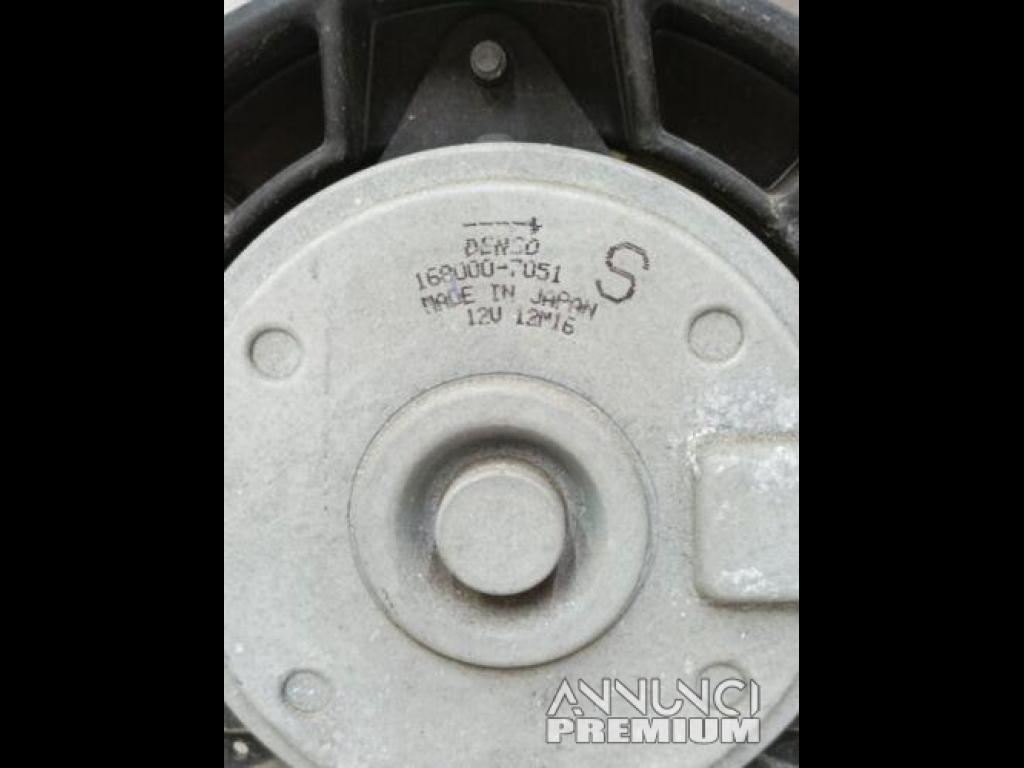 DENSO
168000-7051
S
MADE IN JAPAN
12V 12M16
ANNUNCI
PREMIUM